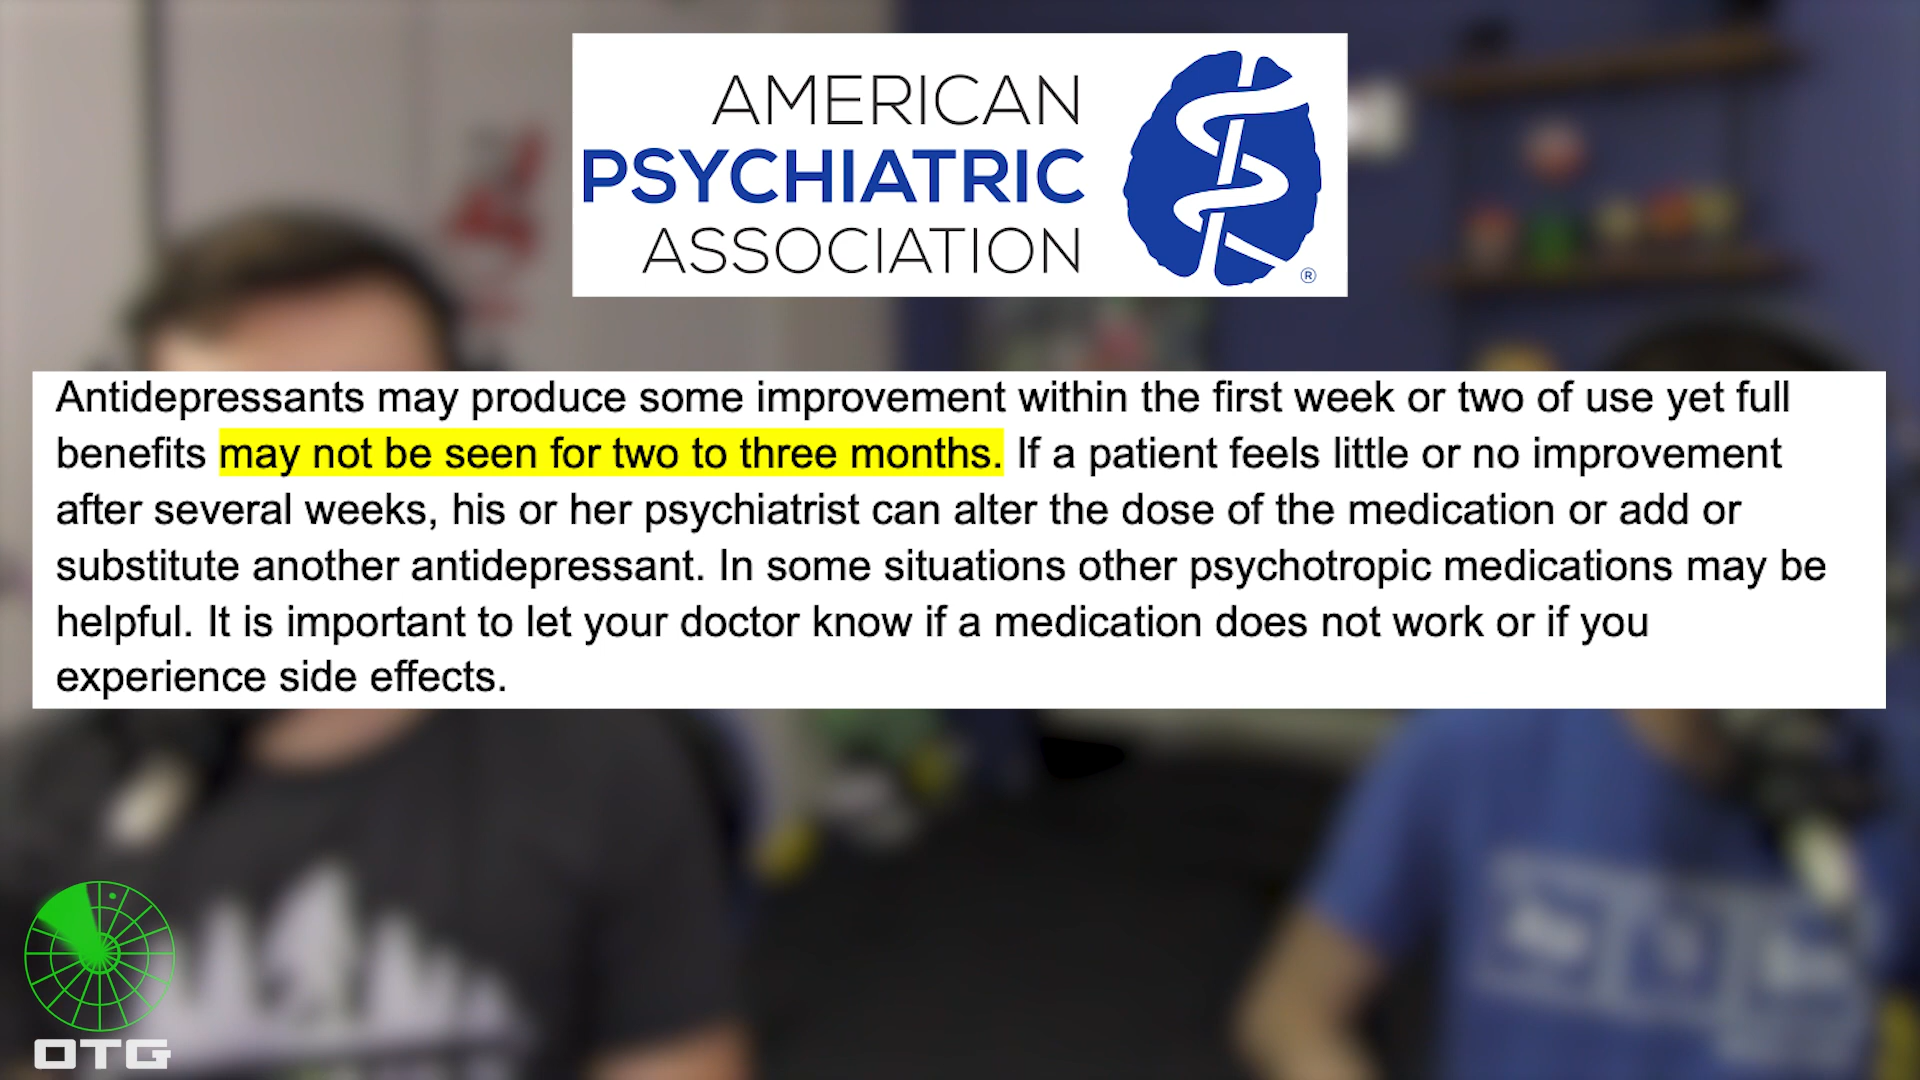 AMERICAN
PSYCHIATRIC
ASSOCIATION
®
Antidepressants may produce some improvement within the first week or two of use yet full
benefits may not be seen for two to three months. If a patient feels little or no improvement
after several weeks, his or her psychiatrist can alter the dose of the medication or add or
substitute another antidepressant. In some situations other psychotropic medications may be
helpful. It is important to let your doctor know if a medication does not work or if you
experience side effects.
OTG